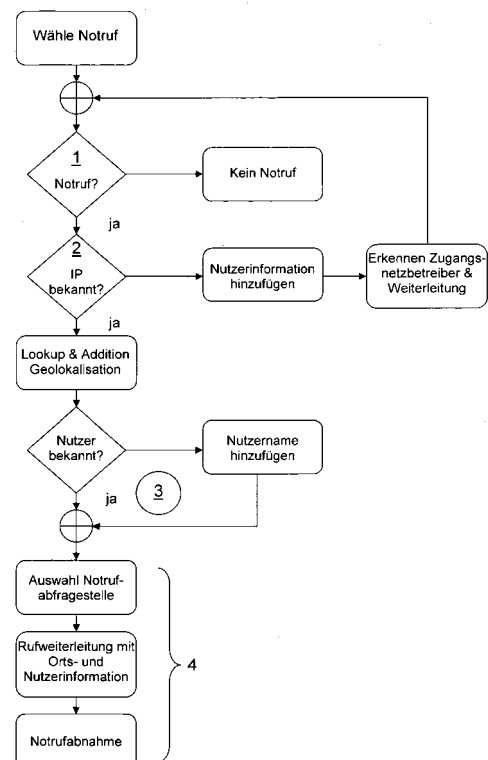 Wähle Notruf
1
Notruf?
Kein Notruf
ja
2
IP
bekannt?
Nutzerinformation
hinzufügen
Erkennen Zugangs-
netzbetreiber &
Weiterleitung
ja
Lookup & Addition
Geolokalisation
Nutzer
bekannt?
Nutzername
hinzufügen
ja
3
Auswahl Notruf-
abfragestelle
Rufweiterleitung mit
Orts- und
Nutzerinformation
4
Notrufabnahme